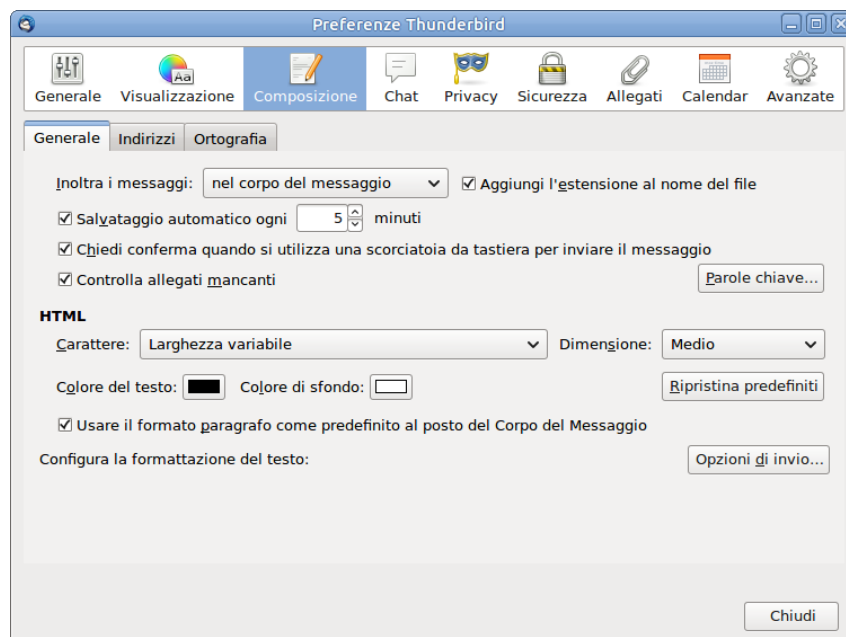 Preferenze Thunderbird
Generale Visualizzazione Composizione Chat Privacy Sicurezza Allegati Calendar Avanzate
Generale Indirizzi Ortografia
Inoltra i messaggi: nel corpo del messaggio Aggiungi l'estensione al nome del file
Salvataggio automatico ogni 5 minuti
Chiedi conferma quando si utilizza una scorciatoia da tastiera per inviare il messaggio
Controlla allegati mancanti Parole chiave...
HTML
Carattere: Larghezza variabile Dimensione: Medio
Colore del testo: Colore di sfondo: Ripristina predefiniti
Usare il formato paragrafo come predefinito al posto del Corpo del Messaggio
Configura la formattazione del testo: Opzioni di invio...
Chiudi